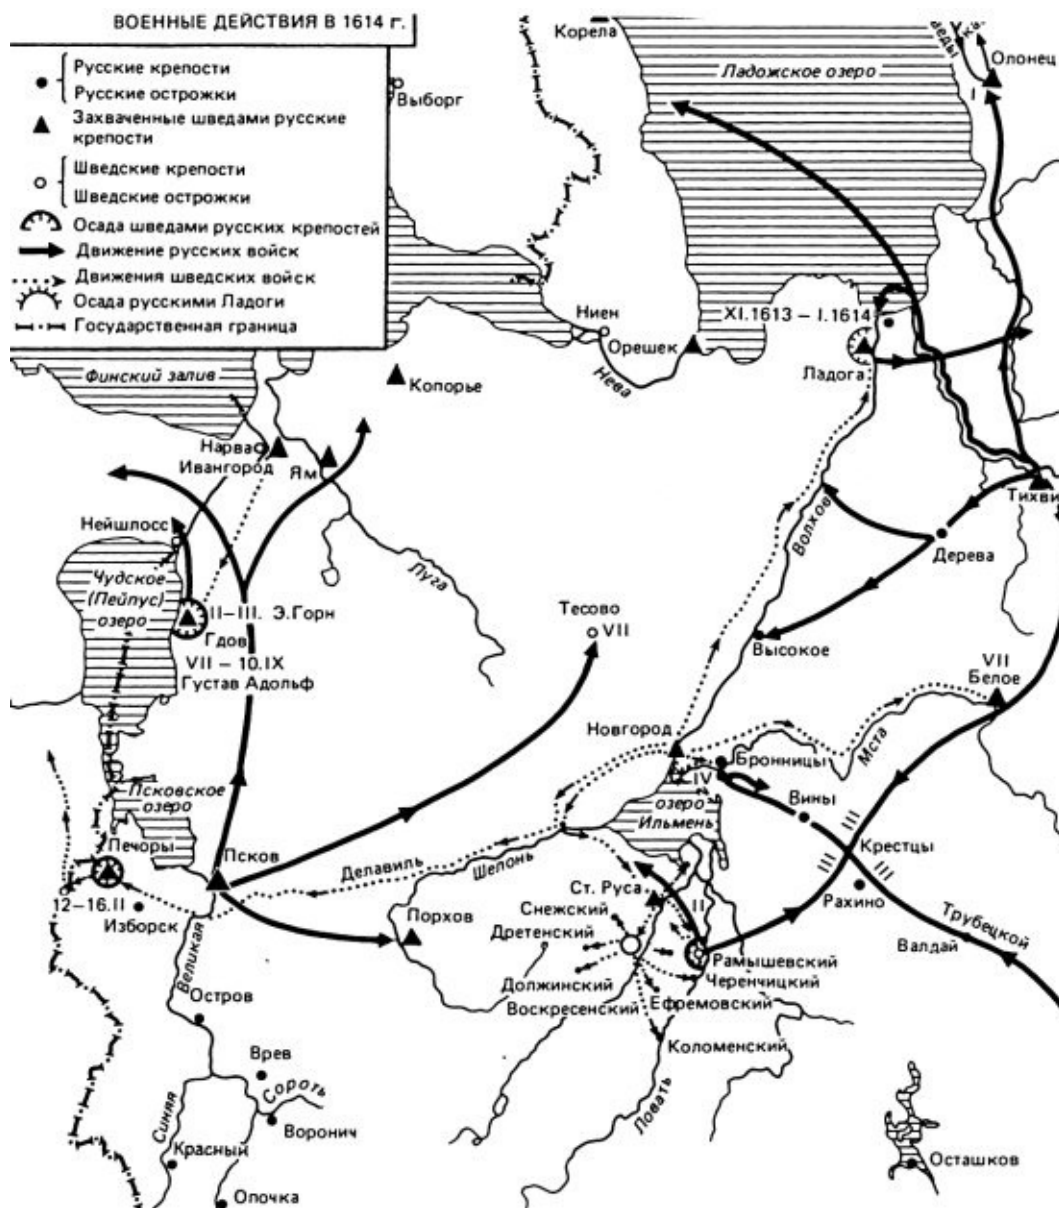 ВОЕННЫЕ ДЕЙСТВИЯ В 1614 г.
Русские крепости
Русские острожки
Захваченные шведами русские
крепости
Шведские крепости
Шведские острожки
Осада шведами русских крепостей
Движение русских войск
Движения шведских войск
Осада русскими Ладоги
Государственная граница
Корела
Ладожское озеро
Олонец
I
Выборг
Ниен
XI.1613 – I.1614
Орешек
Нева
Ладога
Финский залив
Копорье
Нарва
Ивангород
Ям
Тихви
Нейшлосс
Волхов
Дерева
Чудское
(Пейпус)
озеро
Луга
II–III. Э.Горн
Гдов
VII – 10.IX
Густав Адольф
Тесово
VII
Высокое
VII
Белое
Новгород
Мста
Бронницы
IV
Псковское
озеро
озеро
Ильмень
Вины
III
Крестцы
III
III
Печоры
Псков
Делавиль
Шелонь
12–16.II
Изборск
Порхов
Ст. Руса
II
Снежский
Дретенский
Рахино
Трубецкой
Валдай
Великая
Рамышевский
Черенчицкий
Должинский
Воскресенский
Ефремовский
Остров
Коломенский
Врев
Сороть
Ловать
Синяя
Воронич
Красный
Осташков
Опочка